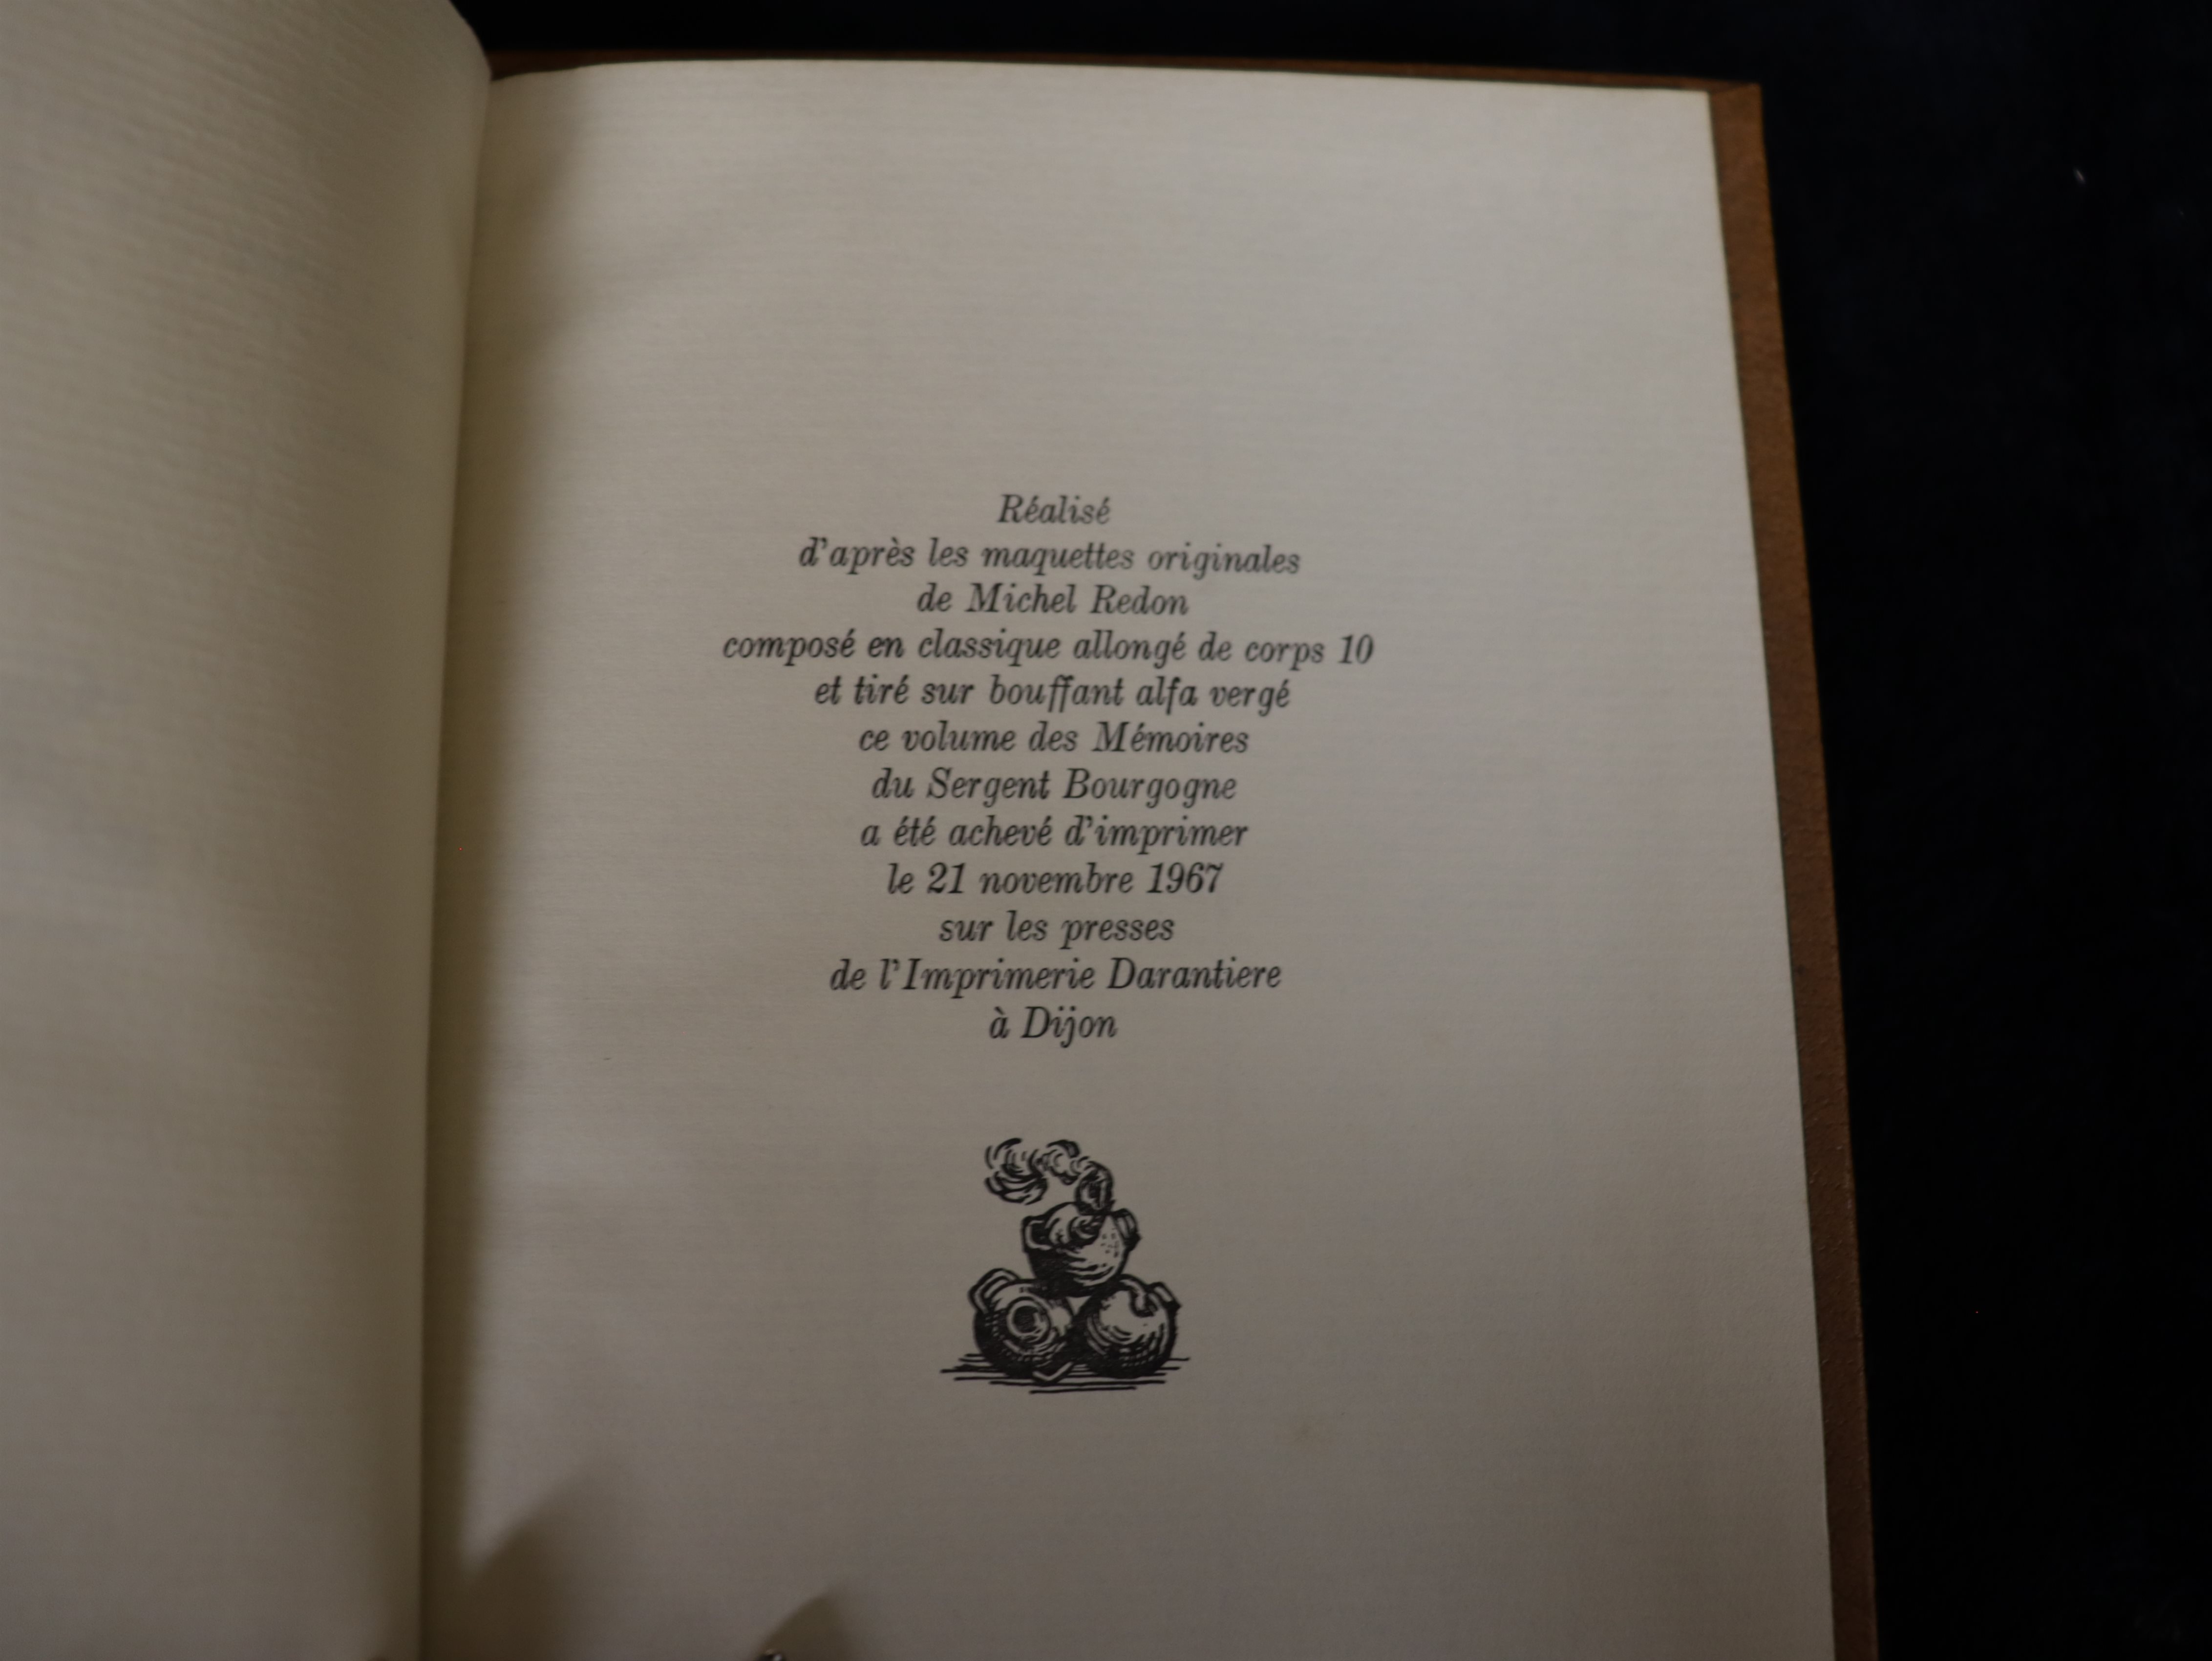 Réalisé
d'après les maquettes originales
de Michel Redon
composé en classique allongé de corps 10
et tiré sur bouffant alfa vergé
ce volume des Mémoires
du Sergent Bourgogne
a été achevé d'imprimer
le 21 novembre 1967
sur les presses
de l'Imprimerie Darantiere
à Dijon